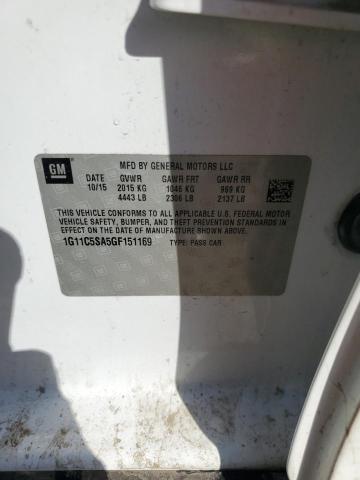 GM
MFD BY GENERAL MOTORS LLC
DATE GVWR GAWR FRT GAWR RR
10/15 2015 KG 1046 KG 969 KG
4443 LB 2306 LB 2137 LB
THIS VEHICLE CONFORMS TO ALL APPLICABLE U.S. FEDERAL MOTOR
VEHICLE SAFETY, BUMPER, AND THEFT PREVENTION STANDARDS
IN EFFECT ON THE DATE OF MANUFACTURE SHOWN ABOVE.
1G11C5SA5GF151169 TYPE: PASS CAR